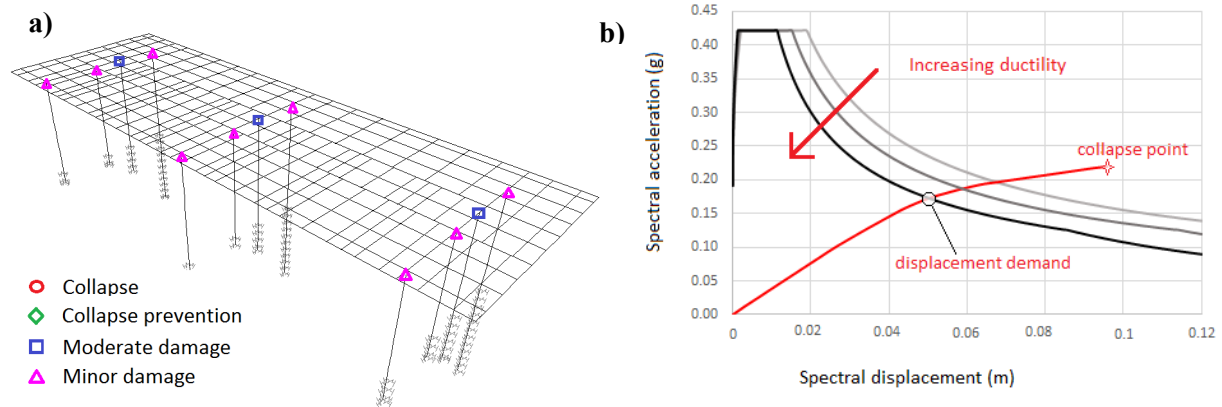 a)
Collapse
Collapse prevention
Moderate damage
Minor damage
b)
Spectral acceleration (g)
0.45
0.40
0.35
0.30
0.25
0.20
0.15
0.10
0.05
0.00
Increasing ductility
collapse point
displacement demand
0 0.02 0.04 0.06 0.08 0.1 0.12
Spectral displacement (m)